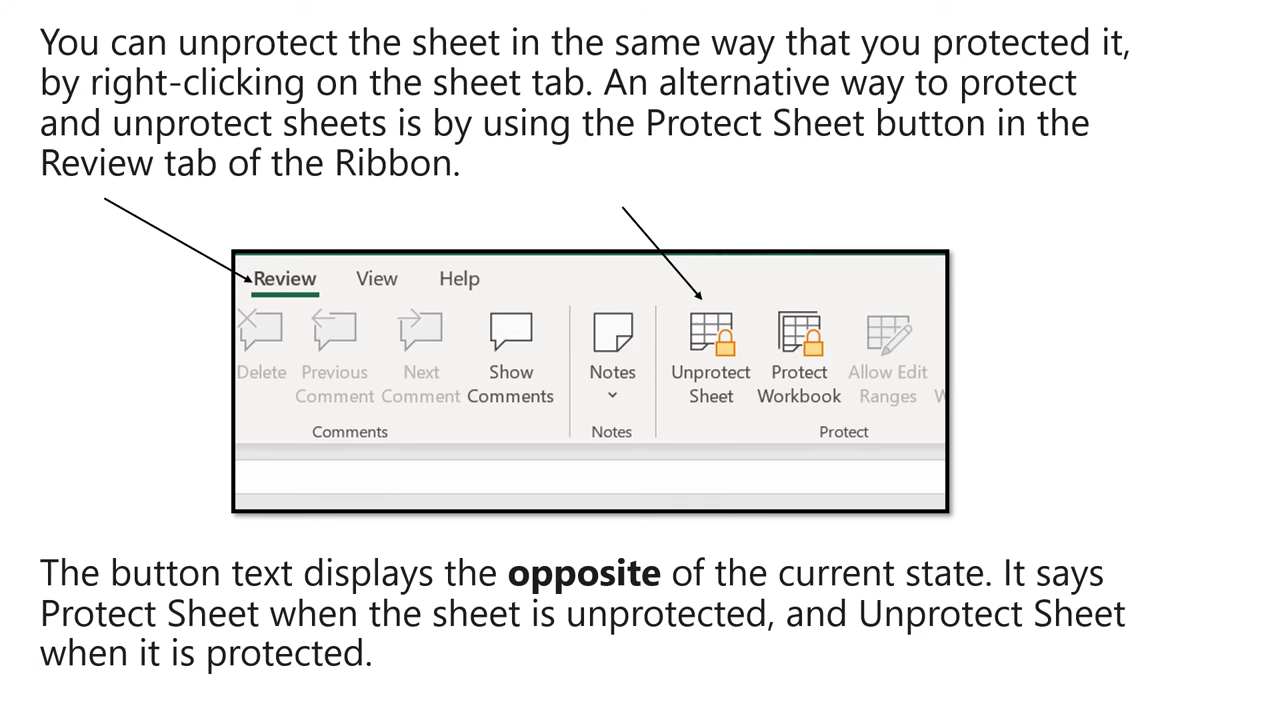 You can unprotect the sheet in the same way that you protected it,
by right-clicking on the sheet tab. An alternative way to protect
and unprotect sheets is by using the Protect Sheet button in the
Review tab of the Ribbon.
Review View Help
Delete Previous Comment Next Comment Show Comments Notes Unprotect Sheet Protect Workbook Allow Edit Ranges
Comments Notes Protect
The button text displays the opposite of the current state. It says
Protect Sheet when the sheet is unprotected, and Unprotect Sheet
when it is protected.